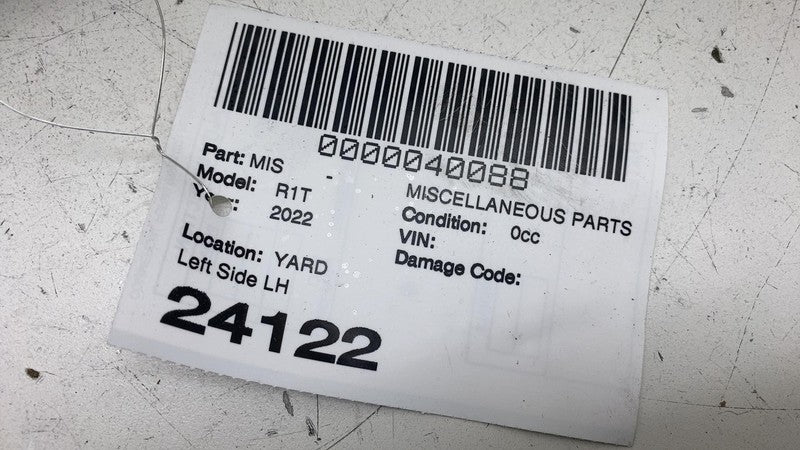 0000040088
Part: MIS - MISCELLANEOUS PARTS
Model: R1T Condition: 0cc
2022 VIN:
Location: YARD Damage Code:
Left Side LH
24122